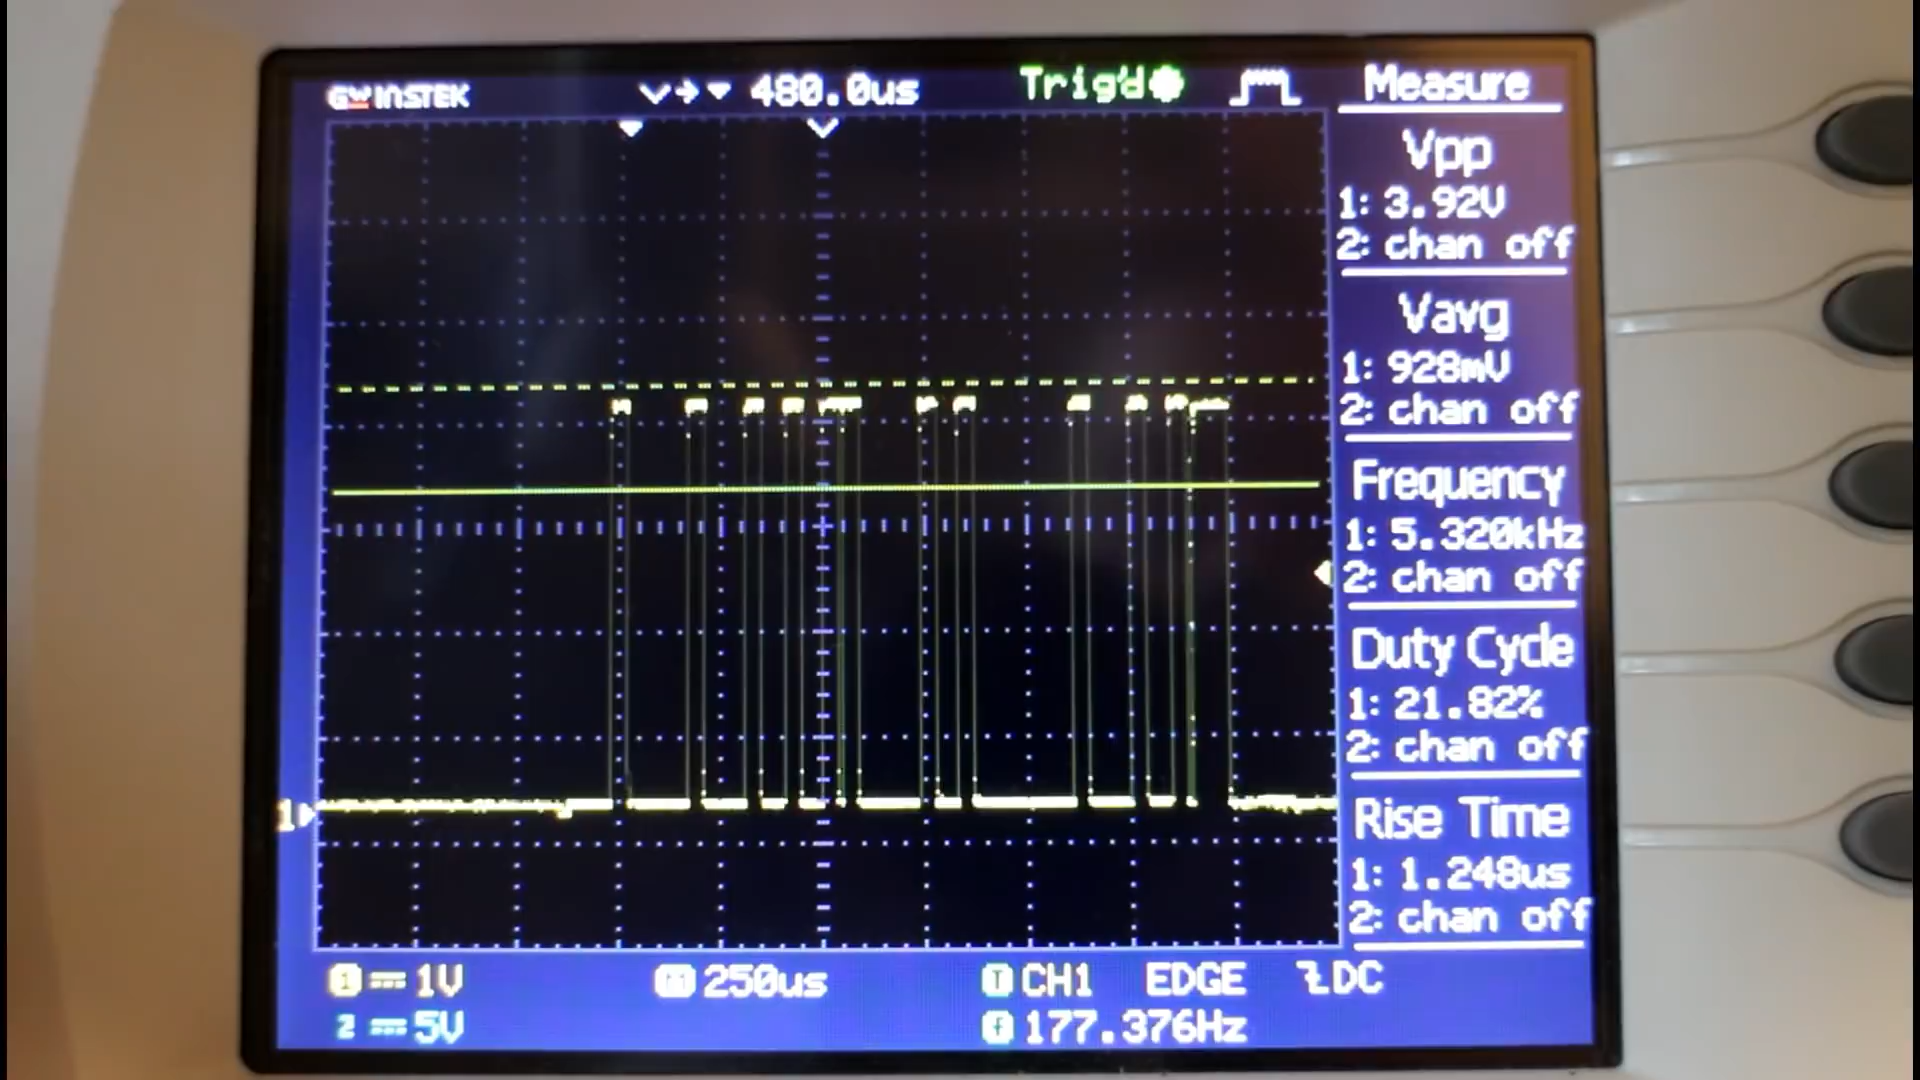 GWINSTEK 480.0us Trig'd Measure
Vpp
1: 3.92V
2: chan off
Vavg
1: 928mV
2: chan off
Frequency
1: 5.320kHz
2: chan off
Duty Cycle
1: 21.82%
2: chan off
Rise Time
1: 1.248us
2: chan off
1
1 1V M 250us T CH1 EDGE DC
2 5V f 177.376Hz